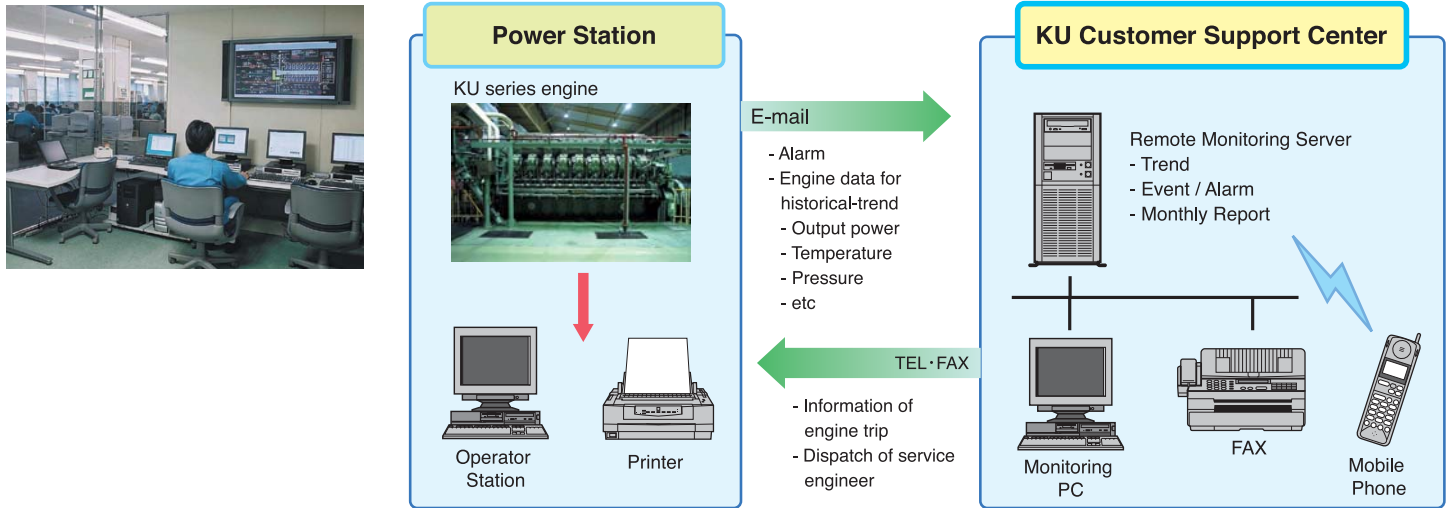 Power Station
KU series engine
Operator
Station
Printer
E-mail
- Alarm
- Engine data for
historical-trend
- Output power
- Temperature
- Pressure
- etc
TEL・FAX
- Information of
engine trip
- Dispatch of service
engineer
KU Customer Support Center
Remote Monitoring Server
- Trend
- Event / Alarm
- Monthly Report
Monitoring
PC
FAX
Mobile
Phone